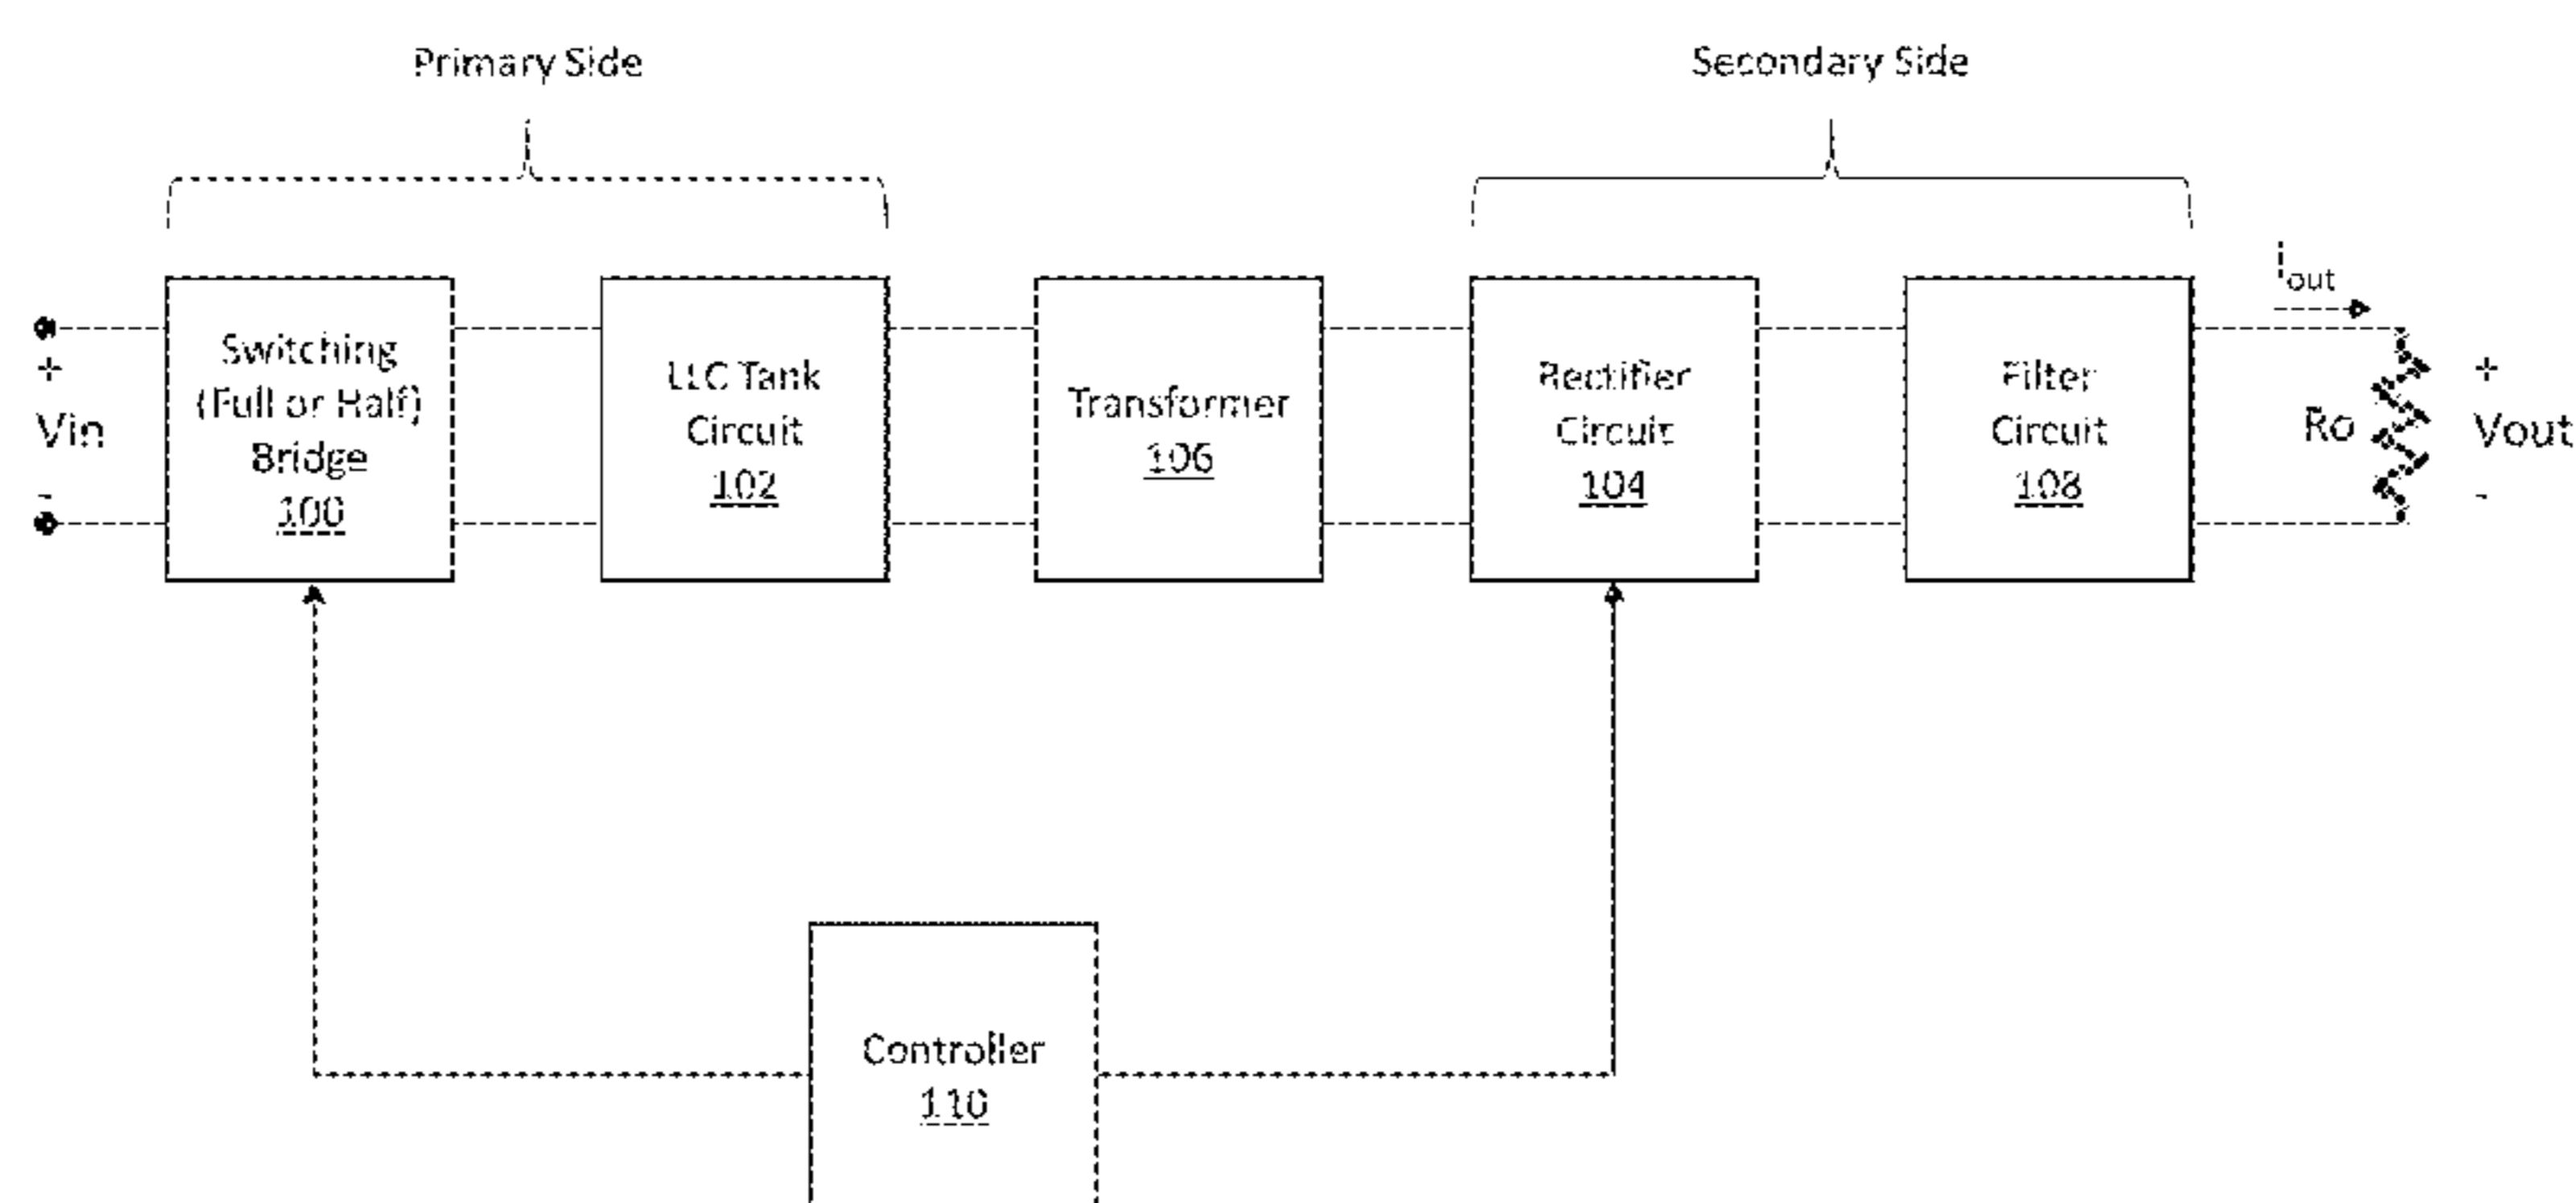 Primary Side
Secondary Side
Switching
(Full or Half)
Bridge
100
LLC Tank
Circuit
102
Transformer
106
Rectifier
Circuit
104
Filter
Circuit
108
+
Vin
-
iout
Ro
+
Vout
-
Controller
110